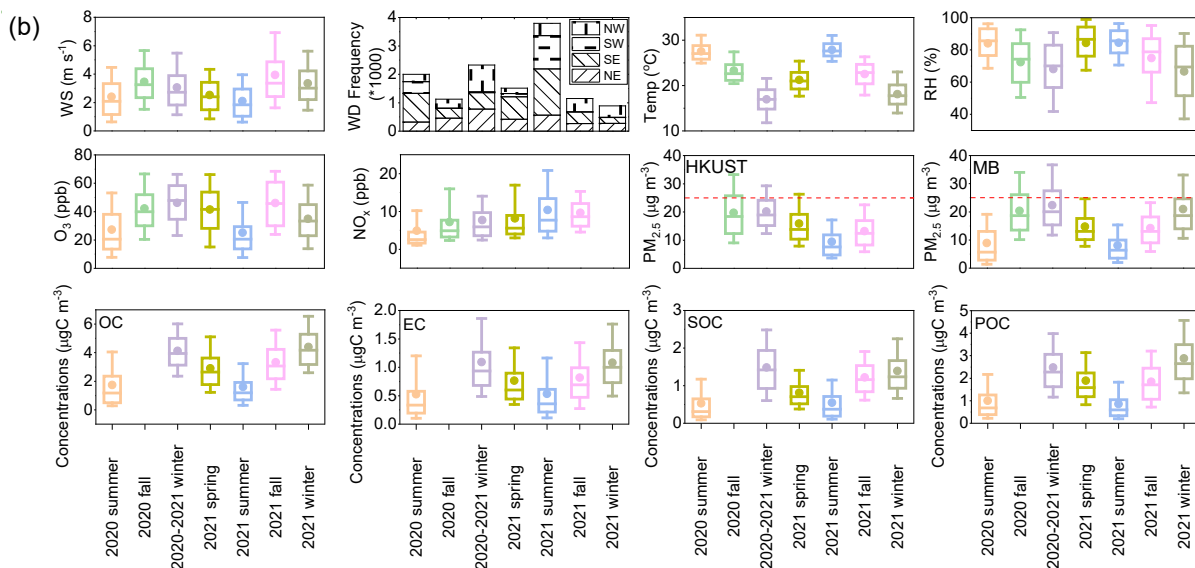 (b)
WS (m s-1)
8
6
4
2
0
WD Frequency
(*1000)
4
3
2
1
0
NW
SW
SE
NE
Temp (°C)
30
20
10
RH (%)
100
80
60
40
O3 (ppb)
80
60
40
20
0
NOx (ppb)
20
10
0
HKUST
PM2.5 (µg m-3)
40
30
20
10
0
MB
PM2.5 (µg m-3)
40
30
20
10
0
OC
Concentrations (µgC m-3)
6
4
2
0
EC
Concentrations (µgC m-3)
2.0
1.5
1.0
0.5
0.0
SOC
Concentrations (µgC m-3)
3
2
1
0
POC
Concentrations (µgC m-3)
5
4
3
2
1
0
2020 summer
2020 fall
2020-2021 winter
2021 spring
2021 summer
2021 fall
2021 winter
2020 summer
2020 fall
2020-2021 winter
2021 spring
2021 summer
2021 fall
2021 winter
2020 summer
2020 fall
2020-2021 winter
2021 spring
2021 summer
2021 fall
2021 winter
2020 summer
2020 fall
2020-2021 winter
2021 spring
2021 summer
2021 fall
2021 winter